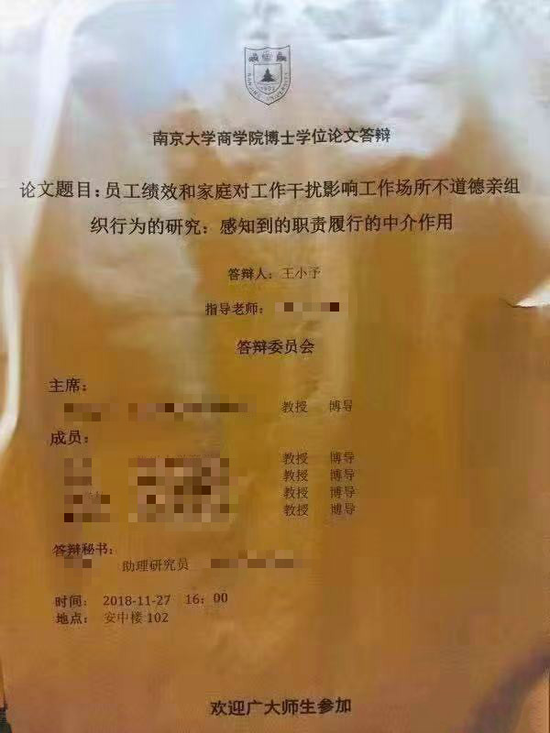 南京大学商学院博士学位论文答辩
论文题目：员工绩效和家庭对工作干扰影响工作场所不道德亲组
织行为的研究：感知到的职责履行的中介作用
答辩人：王小予
指导老师：
答辩委员会
主席：
教授 博导
成员：
教授 博导
教授 博导
教授 博导
教授 博导
答辩秘书：
助理研究员
时间： 2018-11-27 16：00
地点： 安中楼 102
欢迎广大师生参加